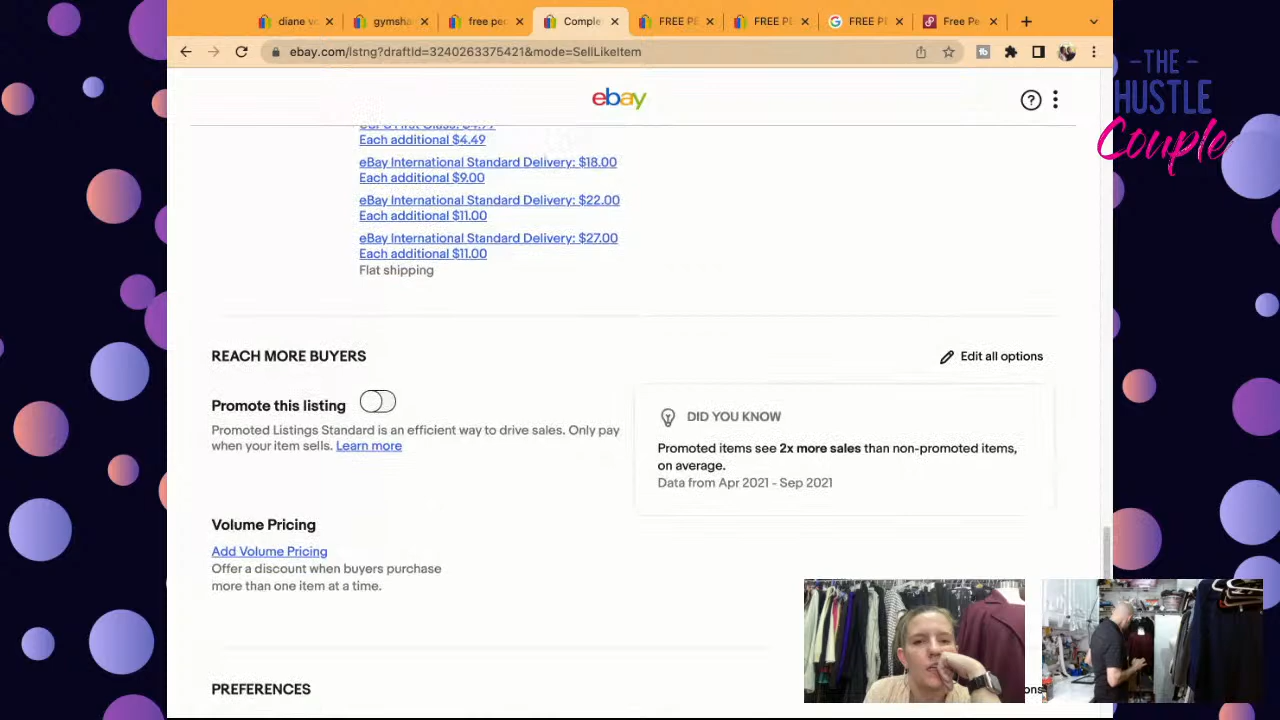 diane vo
gymsha
free peo
Comple
FREE PE
FREE PE
FREE PE
Free Pe
ebay.com/lstng?draftId=3240263375421&mode=SellLikeItem
ebay
-THE-
HUSTLE
Couple
Each additional $4.49
eBay International Standard Delivery: $18.00
Each additional $9.00
eBay International Standard Delivery: $22.00
Each additional $11.00
eBay International Standard Delivery: $27.00
Each additional $11.00
Flat shipping
REACH MORE BUYERS
Edit all options
Promote this listing
Promoted Listings Standard is an efficient way to drive sales. Only pay
when your item sells. Learn more
DID YOU KNOW
Promoted items see 2x more sales than non-promoted items,
on average.
Data from Apr 2021 - Sep 2021
Volume Pricing
Add Volume Pricing
Offer a discount when buyers purchase
more than one item at a time.
PREFERENCES